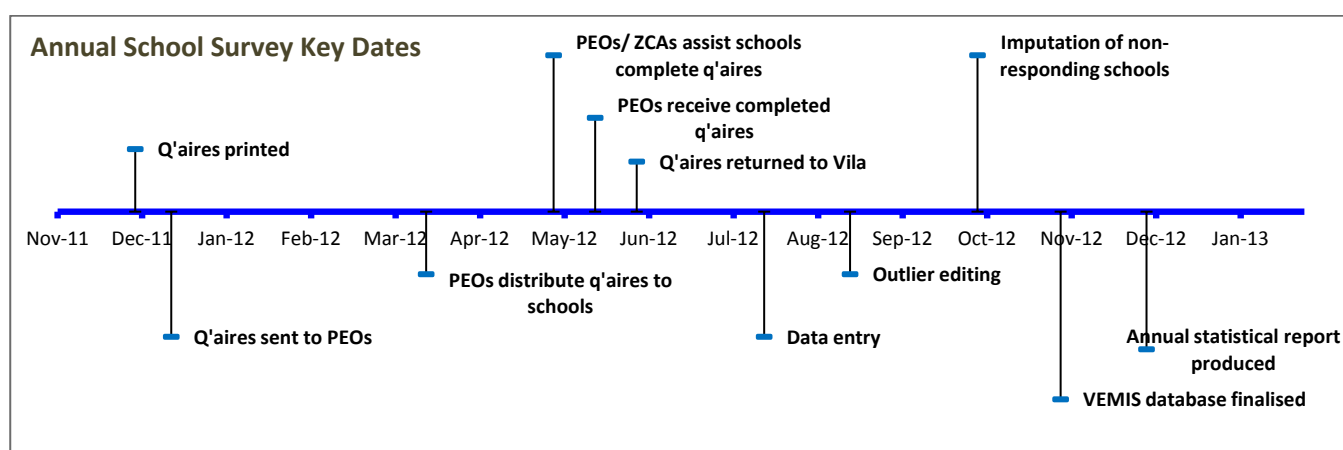 Annual School Survey Key Dates
PEOs/ ZCAs assist schools
complete q'aires
Imputation of non-
responding schools
PEOs receive completed
q'aires
Q'aires printed
Q'aires returned to Vila
Nov-11 Dec-11 Jan-12 Feb-12 Mar-12 Apr-12 May-12 Jun-12 Jul-12 Aug-12 Sep-12 Oct-12 Nov-12 Dec-12 Jan-13
PEOs distribute q'aires to
schools
Outlier editing
Q'aires sent to PEOs
Data entry
Annual statistical report
produced
VEMIS database finalised